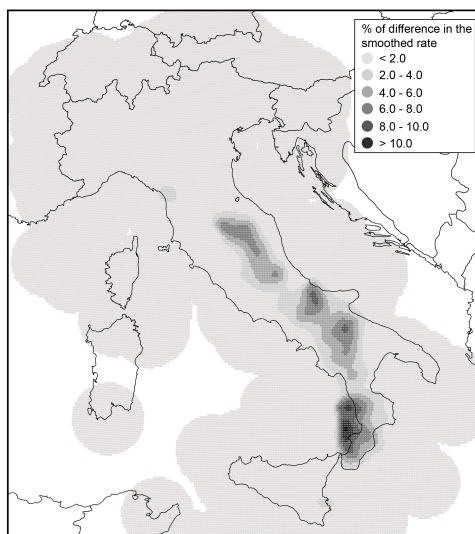 % of difference in the
smoothed rate
< 2.0
2.0 - 4.0
4.0 - 6.0
6.0 - 8.0
8.0 - 10.0
> 10.0